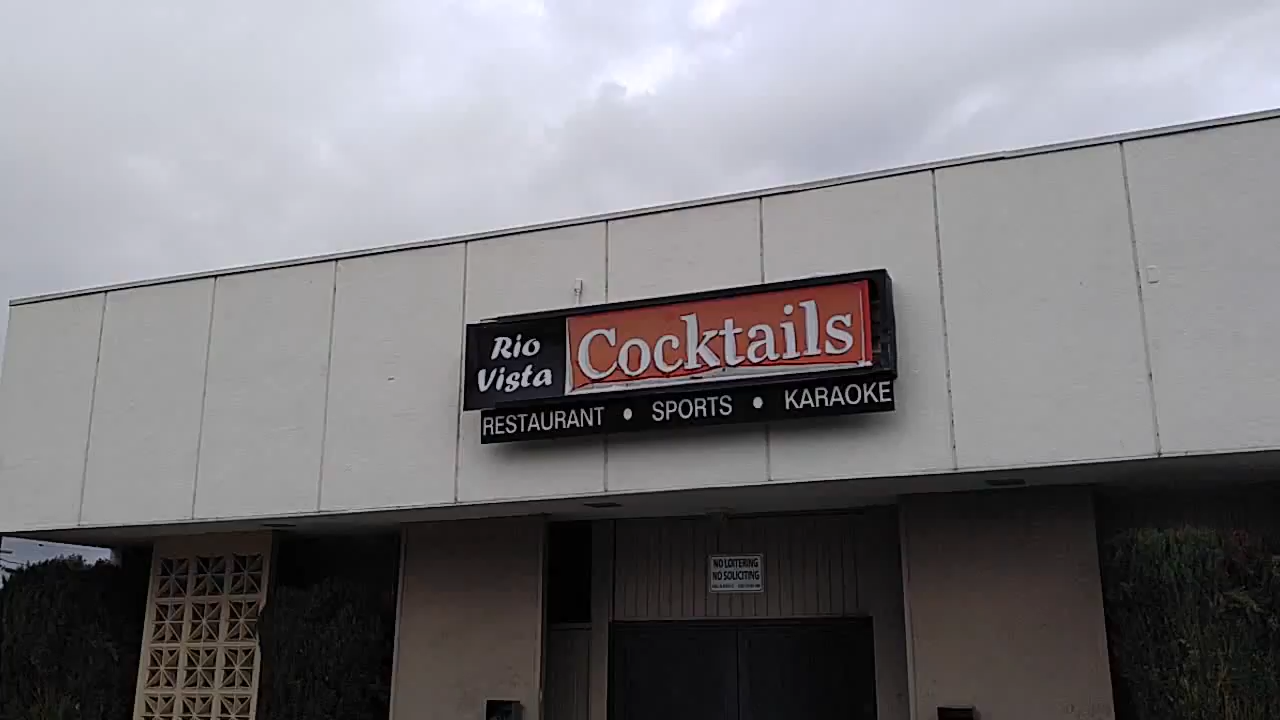 Rio
Vista
Cocktails
RESTAURANT • SPORTS • KARAOKE
NO LOITERING
NO SOLICITING